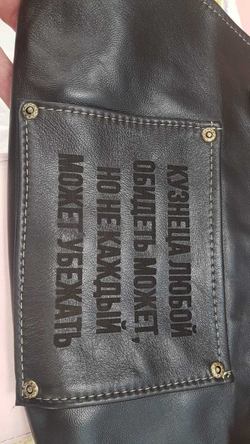 КУЗНЕЦА ЛЮБОЙ
ОБИДЕТЬ МОЖЕТ,
НО НЕ КАЖДЫЙ
МОЖЕТ УБЕЖАТЬ